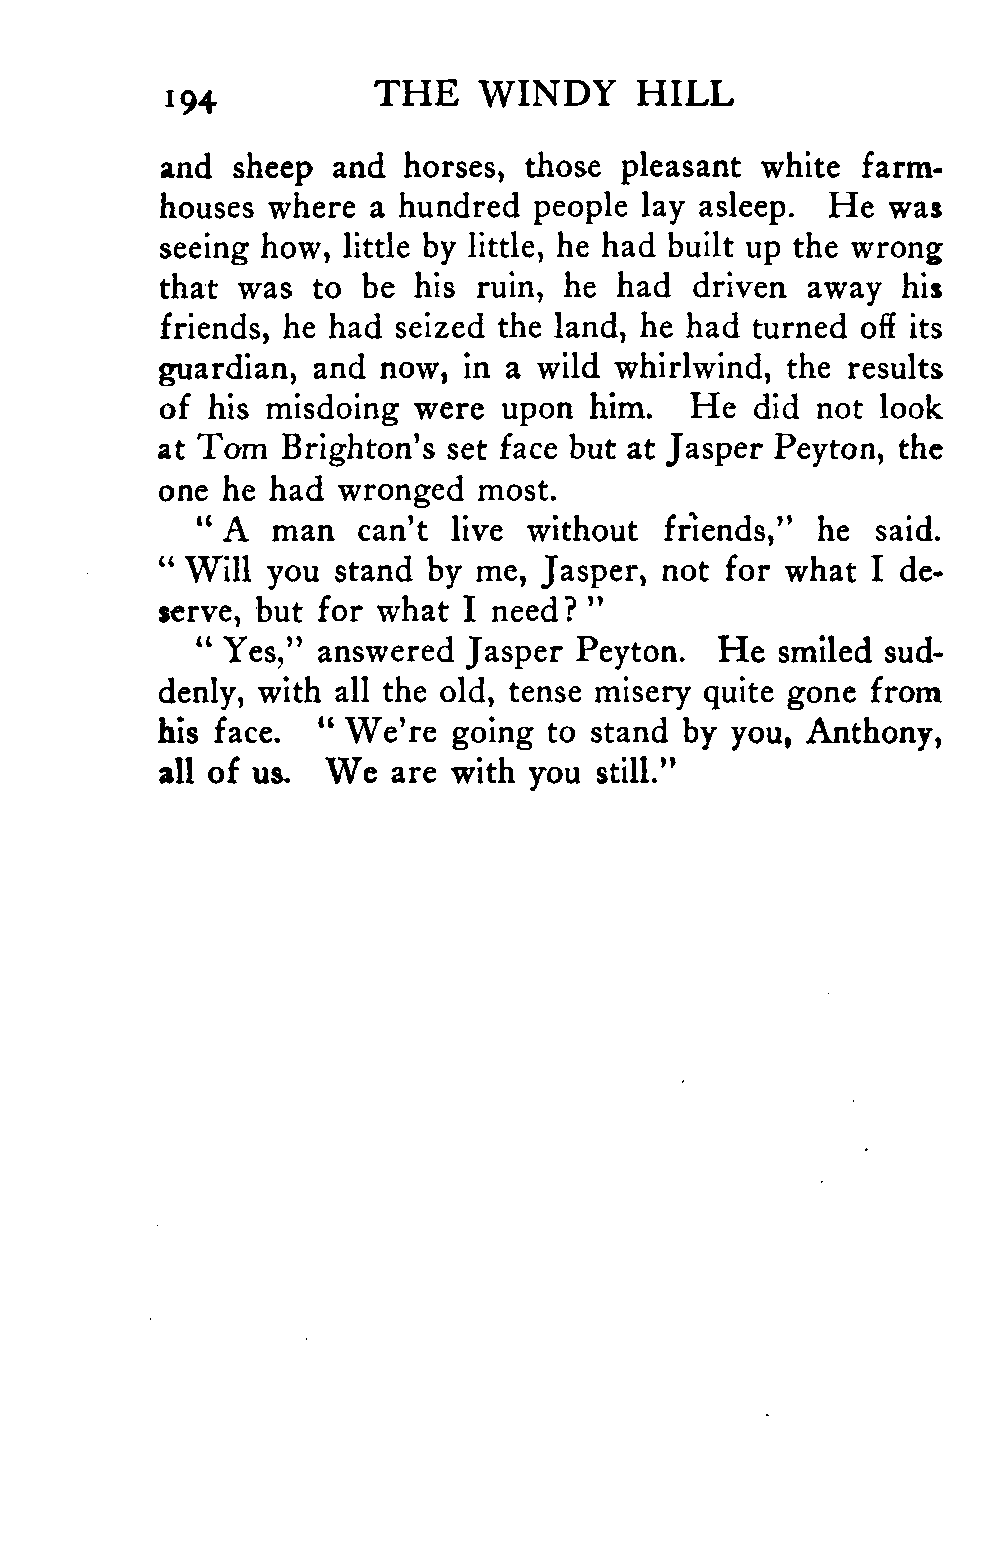 194 THE WINDY HILL
and sheep and horses, those pleasant white farm-
houses where a hundred people lay asleep. He was
seeing how, little by little, he had built up the wrong
that was to be his ruin, he had driven away his
friends, he had seized the land, he had turned off its
guardian, and now, in a wild whirlwind, the results
of his misdoing were upon him. He did not look
at Tom Brighton's set face but at Jasper Peyton, the
one he had wronged most.
“ A man can't live without friends,” he said.
“ Will you stand by me, Jasper, not for what I de-
serve, but for what I need? ”
“ Yes,” answered Jasper Peyton. He smiled sud-
denly, with all the old, tense misery quite gone from
his face. “ We're going to stand by you, Anthony,
all of us. We are with you still.”